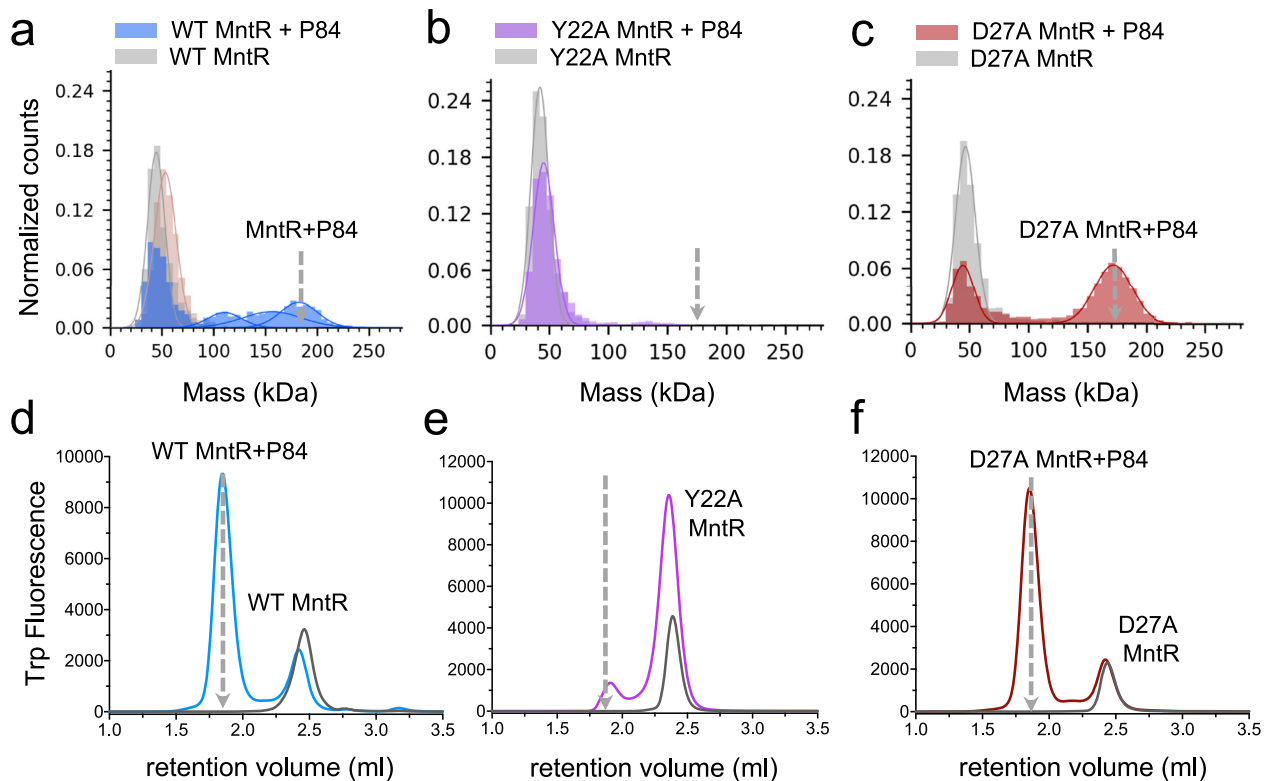 a
WT MntR + P84
WT MntR
b
Y22A MntR + P84
Y22A MntR
c
D27A MntR + P84
D27A MntR
Normalized counts
0.24
0.18
0.12
0.06
0.00
MntR+P84
0 50 100 150 200 250
Mass (kDa)
0.24
0.18
0.12
0.06
0.00
0 50 100 150 200 250
Mass (kDa)
0.24
0.18
0.12
0.06
0.00
D27A MntR+P84
0 50 100 150 200 250
Mass (kDa)
d
WT MntR+P84
Trp Fluorescence
10000
8000
6000
4000
2000
0
WT MntR
1.0 1.5 2.0 2.5 3.0 3.5
retention volume (ml)
e
12000
10000
8000
6000
4000
2000
0
Y22A
MntR
1.0 1.5 2.0 2.5 3.0 3.5
retention volume (ml)
f
D27A MntR+P84
12000
10000
8000
6000
4000
2000
0
D27A
MntR
1.0 1.5 2.0 2.5 3.0 3.5
retention volume (ml)